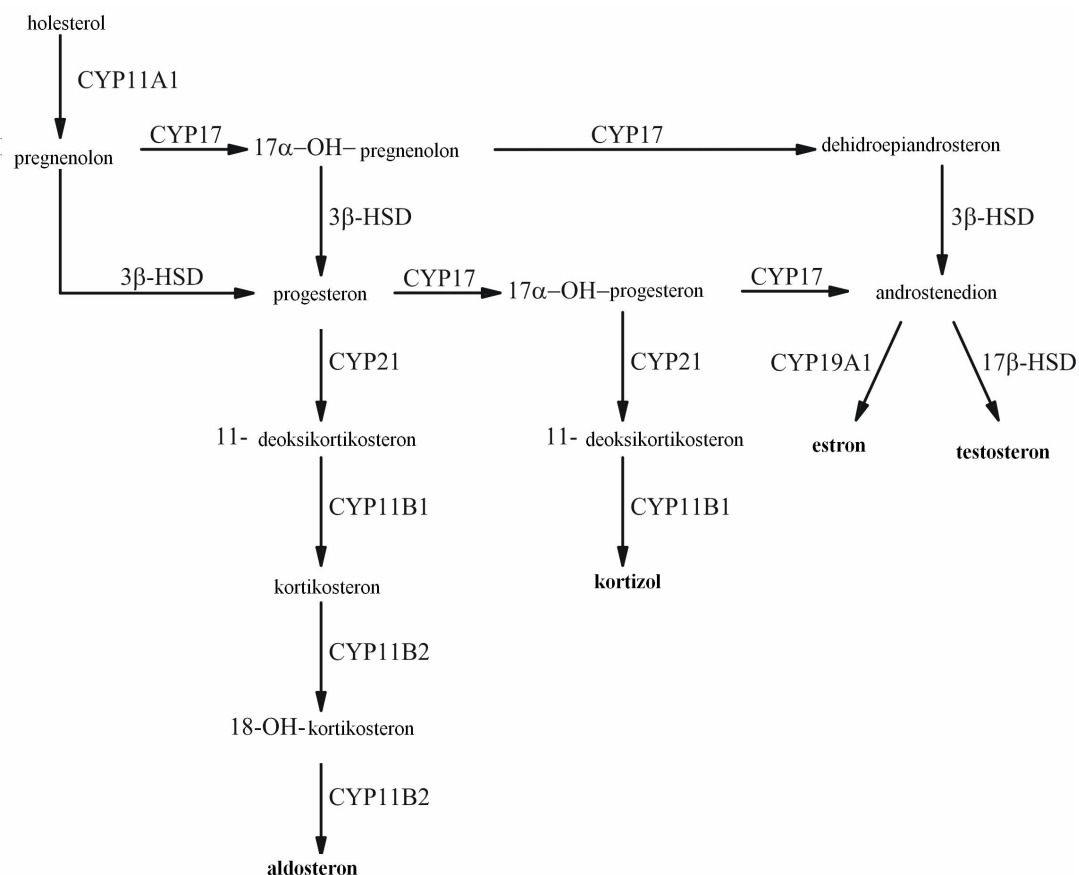 holesterol
CYP11A1
pregnenolon
CYP17
17α–OH–pregnenolon
CYP17
dehidroepiandrosteron
3β-HSD
3β-HSD
3β-HSD
progesteron
CYP17
17α–OH–progesteron
CYP17
androstenedion
CYP21
CYP21
CYP19A1
17β-HSD
11- deoksikortikosteron
11- deoksikortikosteron
estron
testosteron
CYP11B1
CYP11B1
kortikosteron
kortizol
CYP11B2
18-OH-kortikosteron
CYP11B2
aldosteron